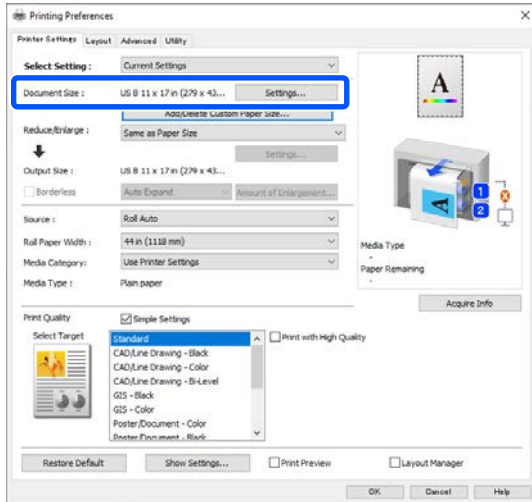 Printing Preferences
Printer Settings Layout Advanced Utility
Select Setting : Current Settings
Document Size : US B 11 x 17 in (279 x 43... Settings...
Add/Delete Custom Paper Size...
Reduce/Enlarge : Same as Paper Size
Settings...
Output Size : US B 11 x 17 in (279 x 43...
Borderless Auto Expand Amount of Enlargement...
Source : Roll Auto
Roll Paper Width : 44 in (1118 mm)
Media Category: Use Printer Settings
Media Type : Plain paper
A
A
1
2
Media Type
-
Paper Remaining
-
Acquire Info
Print Quality Simple Settings
Select Target
Standard
CAD/Line Drawing - Black
CAD/Line Drawing - Color
CAD/Line Drawing - Bi-Level
GIS - Black
GIS - Color
Poster/Document - Color
Poster/Document - Black
Print with High Quality
Restore Default Show Settings... Print Preview Layout Manager
OK Cancel Help